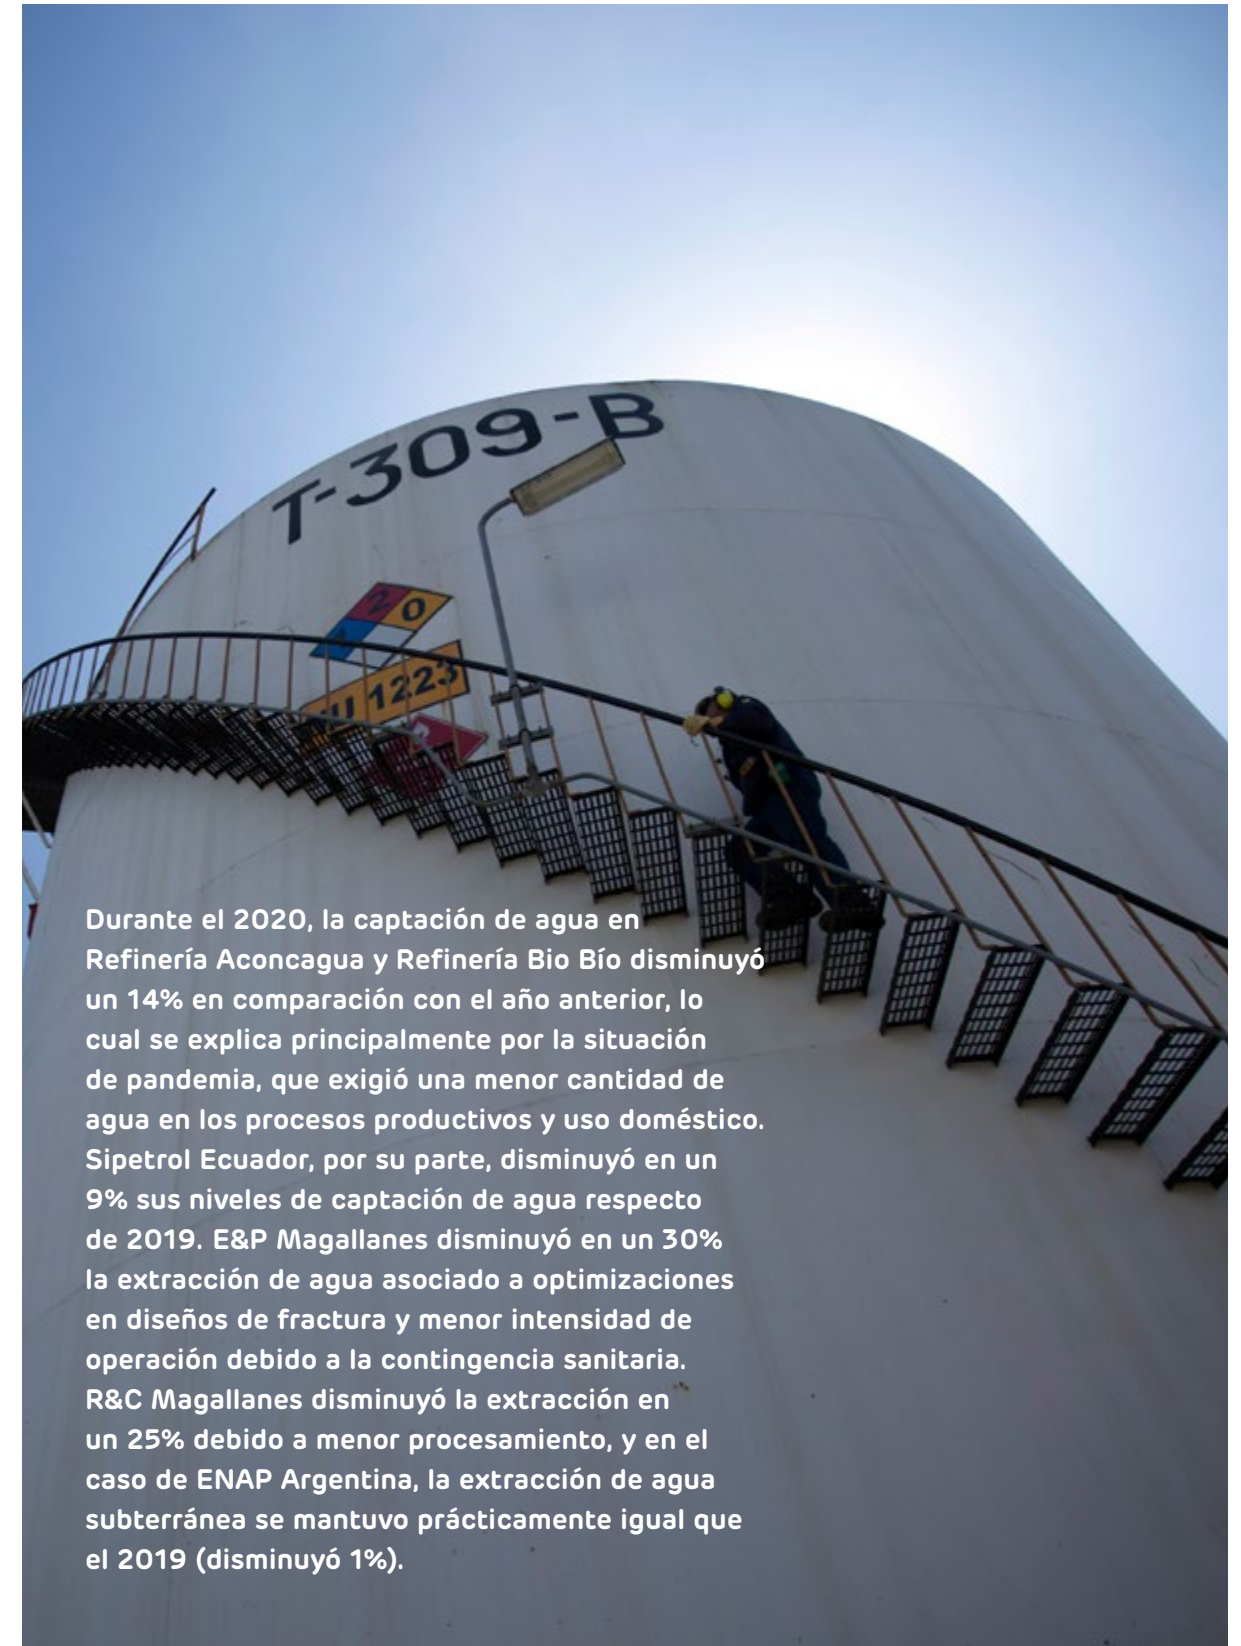 T-309-B
2
0
1223
Durante el 2020, la captación de agua en
Refinería Aconcagua y Refinería Bio Bío disminuyó
un 14% en comparación con el año anterior, lo
cual se explica principalmente por la situación
de pandemia, que exigió una menor cantidad de
agua en los procesos productivos y uso doméstico.
Sipetrol Ecuador, por su parte, disminuyó en un
9% sus niveles de captación de agua respecto
de 2019. E&P Magallanes disminuyó en un 30%
la extracción de agua asociado a optimizaciones
en diseños de fractura y menor intensidad de
operación debido a la contingencia sanitaria.
R&C Magallanes disminuyó la extracción en
un 25% debido a menor procesamiento, y en el
caso de ENAP Argentina, la extracción de agua
subterránea se mantuvo prácticamente igual que
el 2019 (disminuyó 1%).